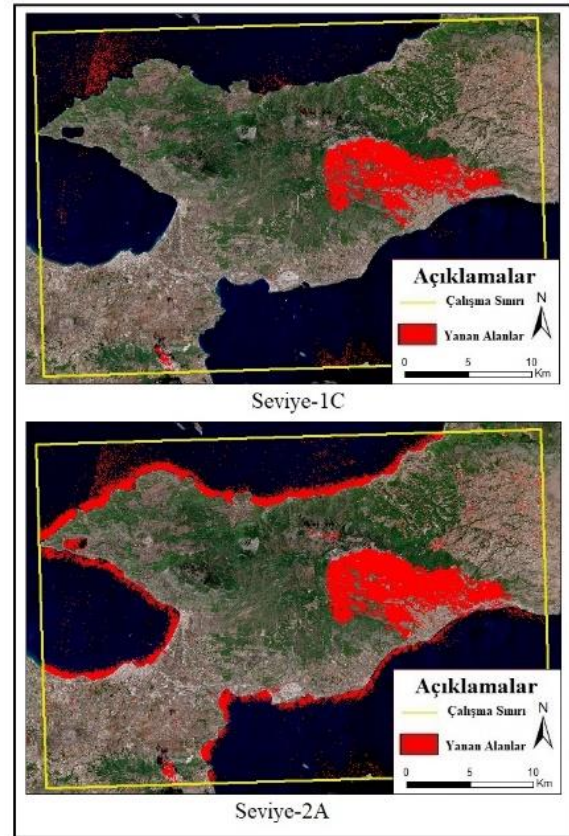 Açıklamalar
Çalışma Sınırı
N
Yanan Alanlar
0 5 10
Km
Seviye-1C
Açıklamalar
Çalışma Sınırı
N
Yanan Alanlar
0 5 10
Km
Seviye-2A